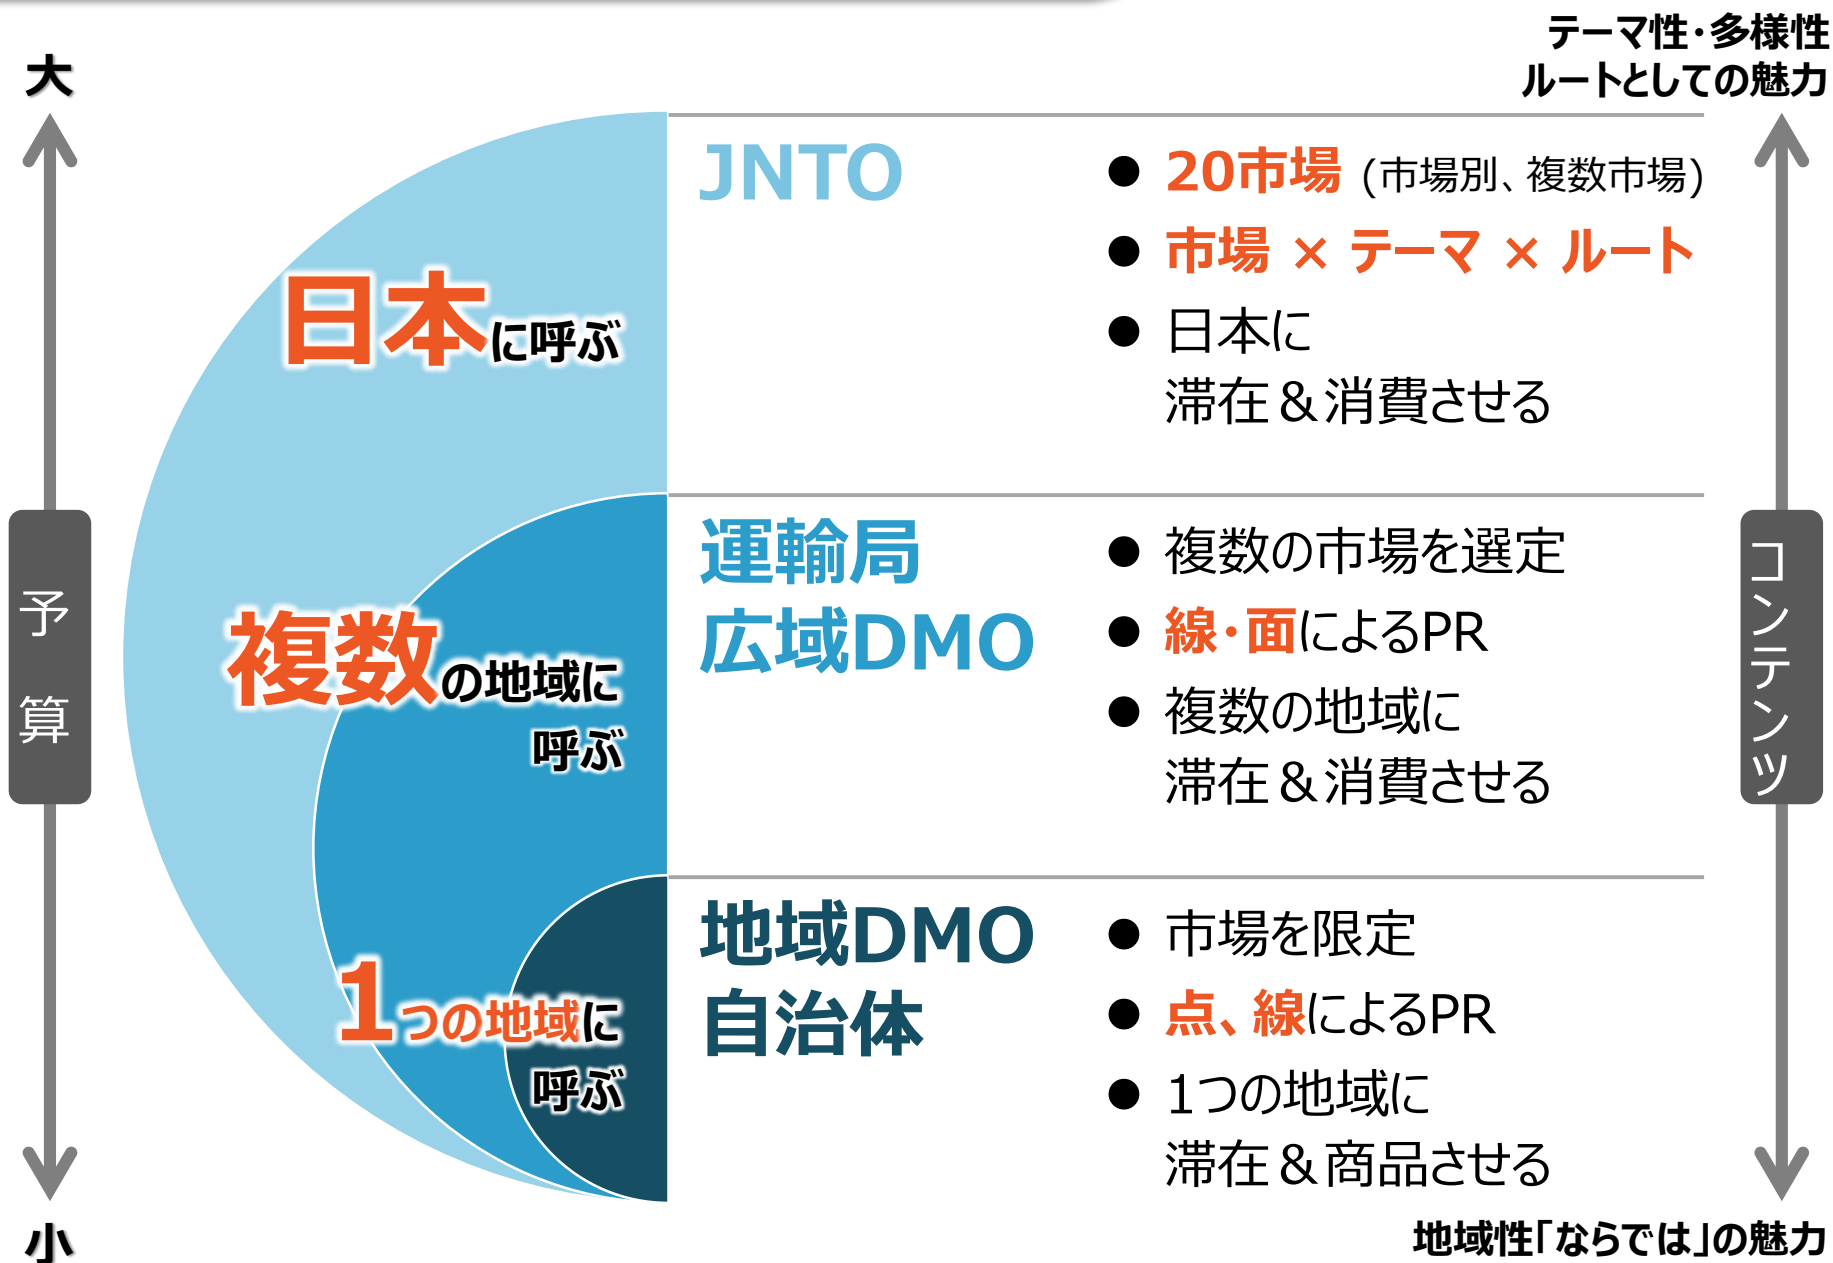 テーマ性・多様性
ルートとしての魅力
大
予算
小
日本に呼ぶ
複数の地域に
呼ぶ
1つの地域に
呼ぶ
JNTO
● 20市場 (市場別、複数市場)
● 市場 × テーマ × ルート
● 日本に
滞在＆消費させる
運輸局
広域DMO
● 複数の市場を選定
● 線・面によるPR
● 複数の地域に
滞在＆消費させる
地域DMO
自治体
● 市場を限定
● 点、線によるPR
● 1つの地域に
滞在＆商品させる
コンテンツ
地域性「ならでは」の魅力